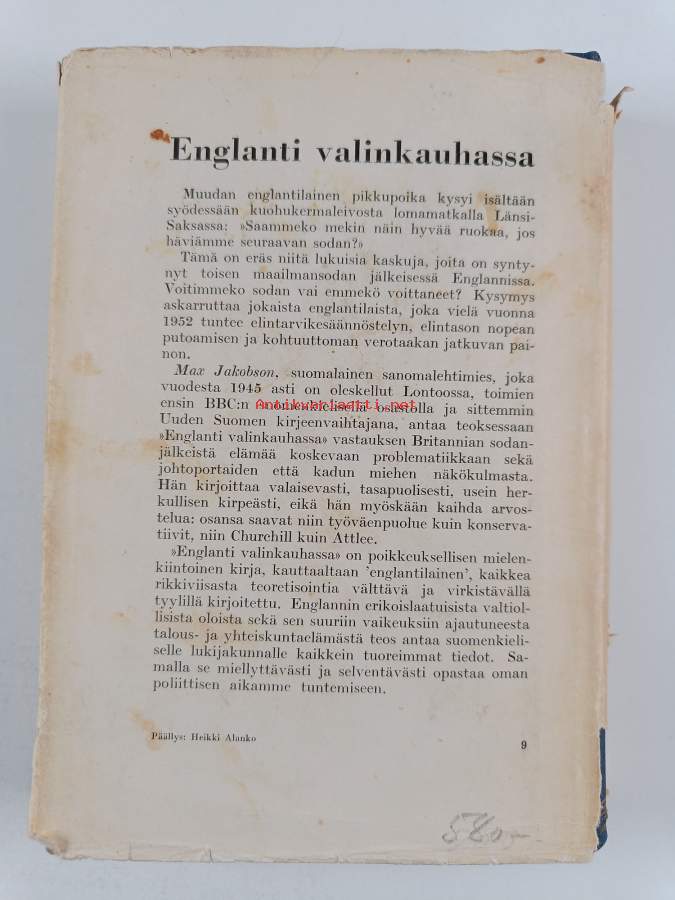 Englanti valinkauhassa
Muudan englantilainen pikkupoika kysyi isältään
syödessään kuohukermaleivosta lomamatkalla Länsi-
Saksassa: »Saammeko mekin näin hyvää ruokaa, jos
häviämme seuraavan sodan?»
Tämä on eräs niitä lukuisia kaskuja, joita on synty-
nyt toisen maailmansodan jälkeisessä Englannissa.
Voitimmeko sodan vai emmekö voittaneet? Kysymys
askarruttaa jokaista englantilaista, joka vielä vuonna
1952 tuntee elintarvikesäännöstelyn, elintason nopean
putoamisen ja kohtuuttoman verotaakan jatkuvan pai-
non.
Max Jakobson, suomalainen sanomalehtimies, joka
vuodesta 1945 asti on oleskellut Lontoossa, toimien
ensin BBC:n suomenkielisellä osastolla ja sittemmin
Antikvariaatti.net
Uuden Suomen kirjeenvaihtajana, antaa teoksessaan
»Englanti valinkauhassa» vastauksen Britannian sodan-
jälkeistä elämää koskevaan problematiikkaan sekä
johtoportaiden että kadun miehen näkökulmasta.
Hän kirjoittaa valaisevasti, tasapuolisesti, usein her-
kullisen kirpeästi, eikä hän myöskään kaihda arvos-
telua: osansa saavat niin työväenpuolue kuin konserva-
tiivit, niin Churchill kuin Attlee.
»Englanti valinkauhassa» on poikkeuksellisen mielen-
kiintoinen kirja, kauttaaltaan 'englantilainen', kaikkea
rikkiviisasta teoretisointia välttävä ja virkistävällä
tyylillä kirjoitettu. Englannin erikoislaatuisista valtiol-
lisista oloista sekä sen suuriin vaikeuksiin ajautuneesta
talous- ja yhteiskuntaelämästä teos antaa suomenkieli-
selle lukijakunnalle kaikkein tuoreimmat tiedot. Sa-
malla se miellyttävästi ja selventävästi opastaa oman
poliittisen aikamme tuntemiseen.
Päällys: Heikki Alanko
9
580,-